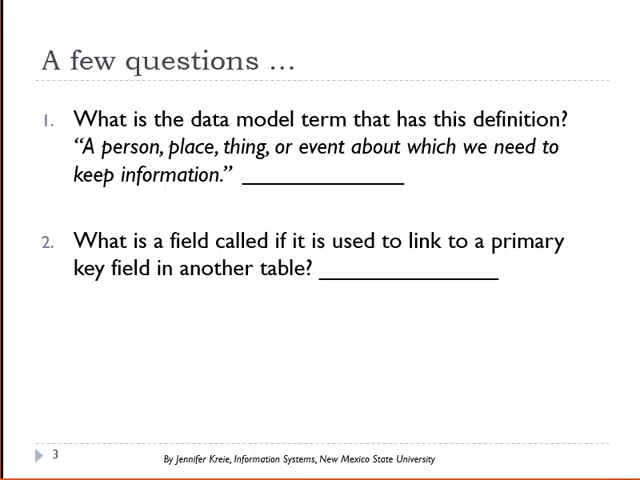 A few questions …
1. What is the data model term that has this definition?
“A person, place, thing, or event about which we need to
keep information.” _______________
2. What is a field called if it is used to link to a primary
key field in another table? _________________
3
By Jennifer Kreie, Information Systems, New Mexico State University